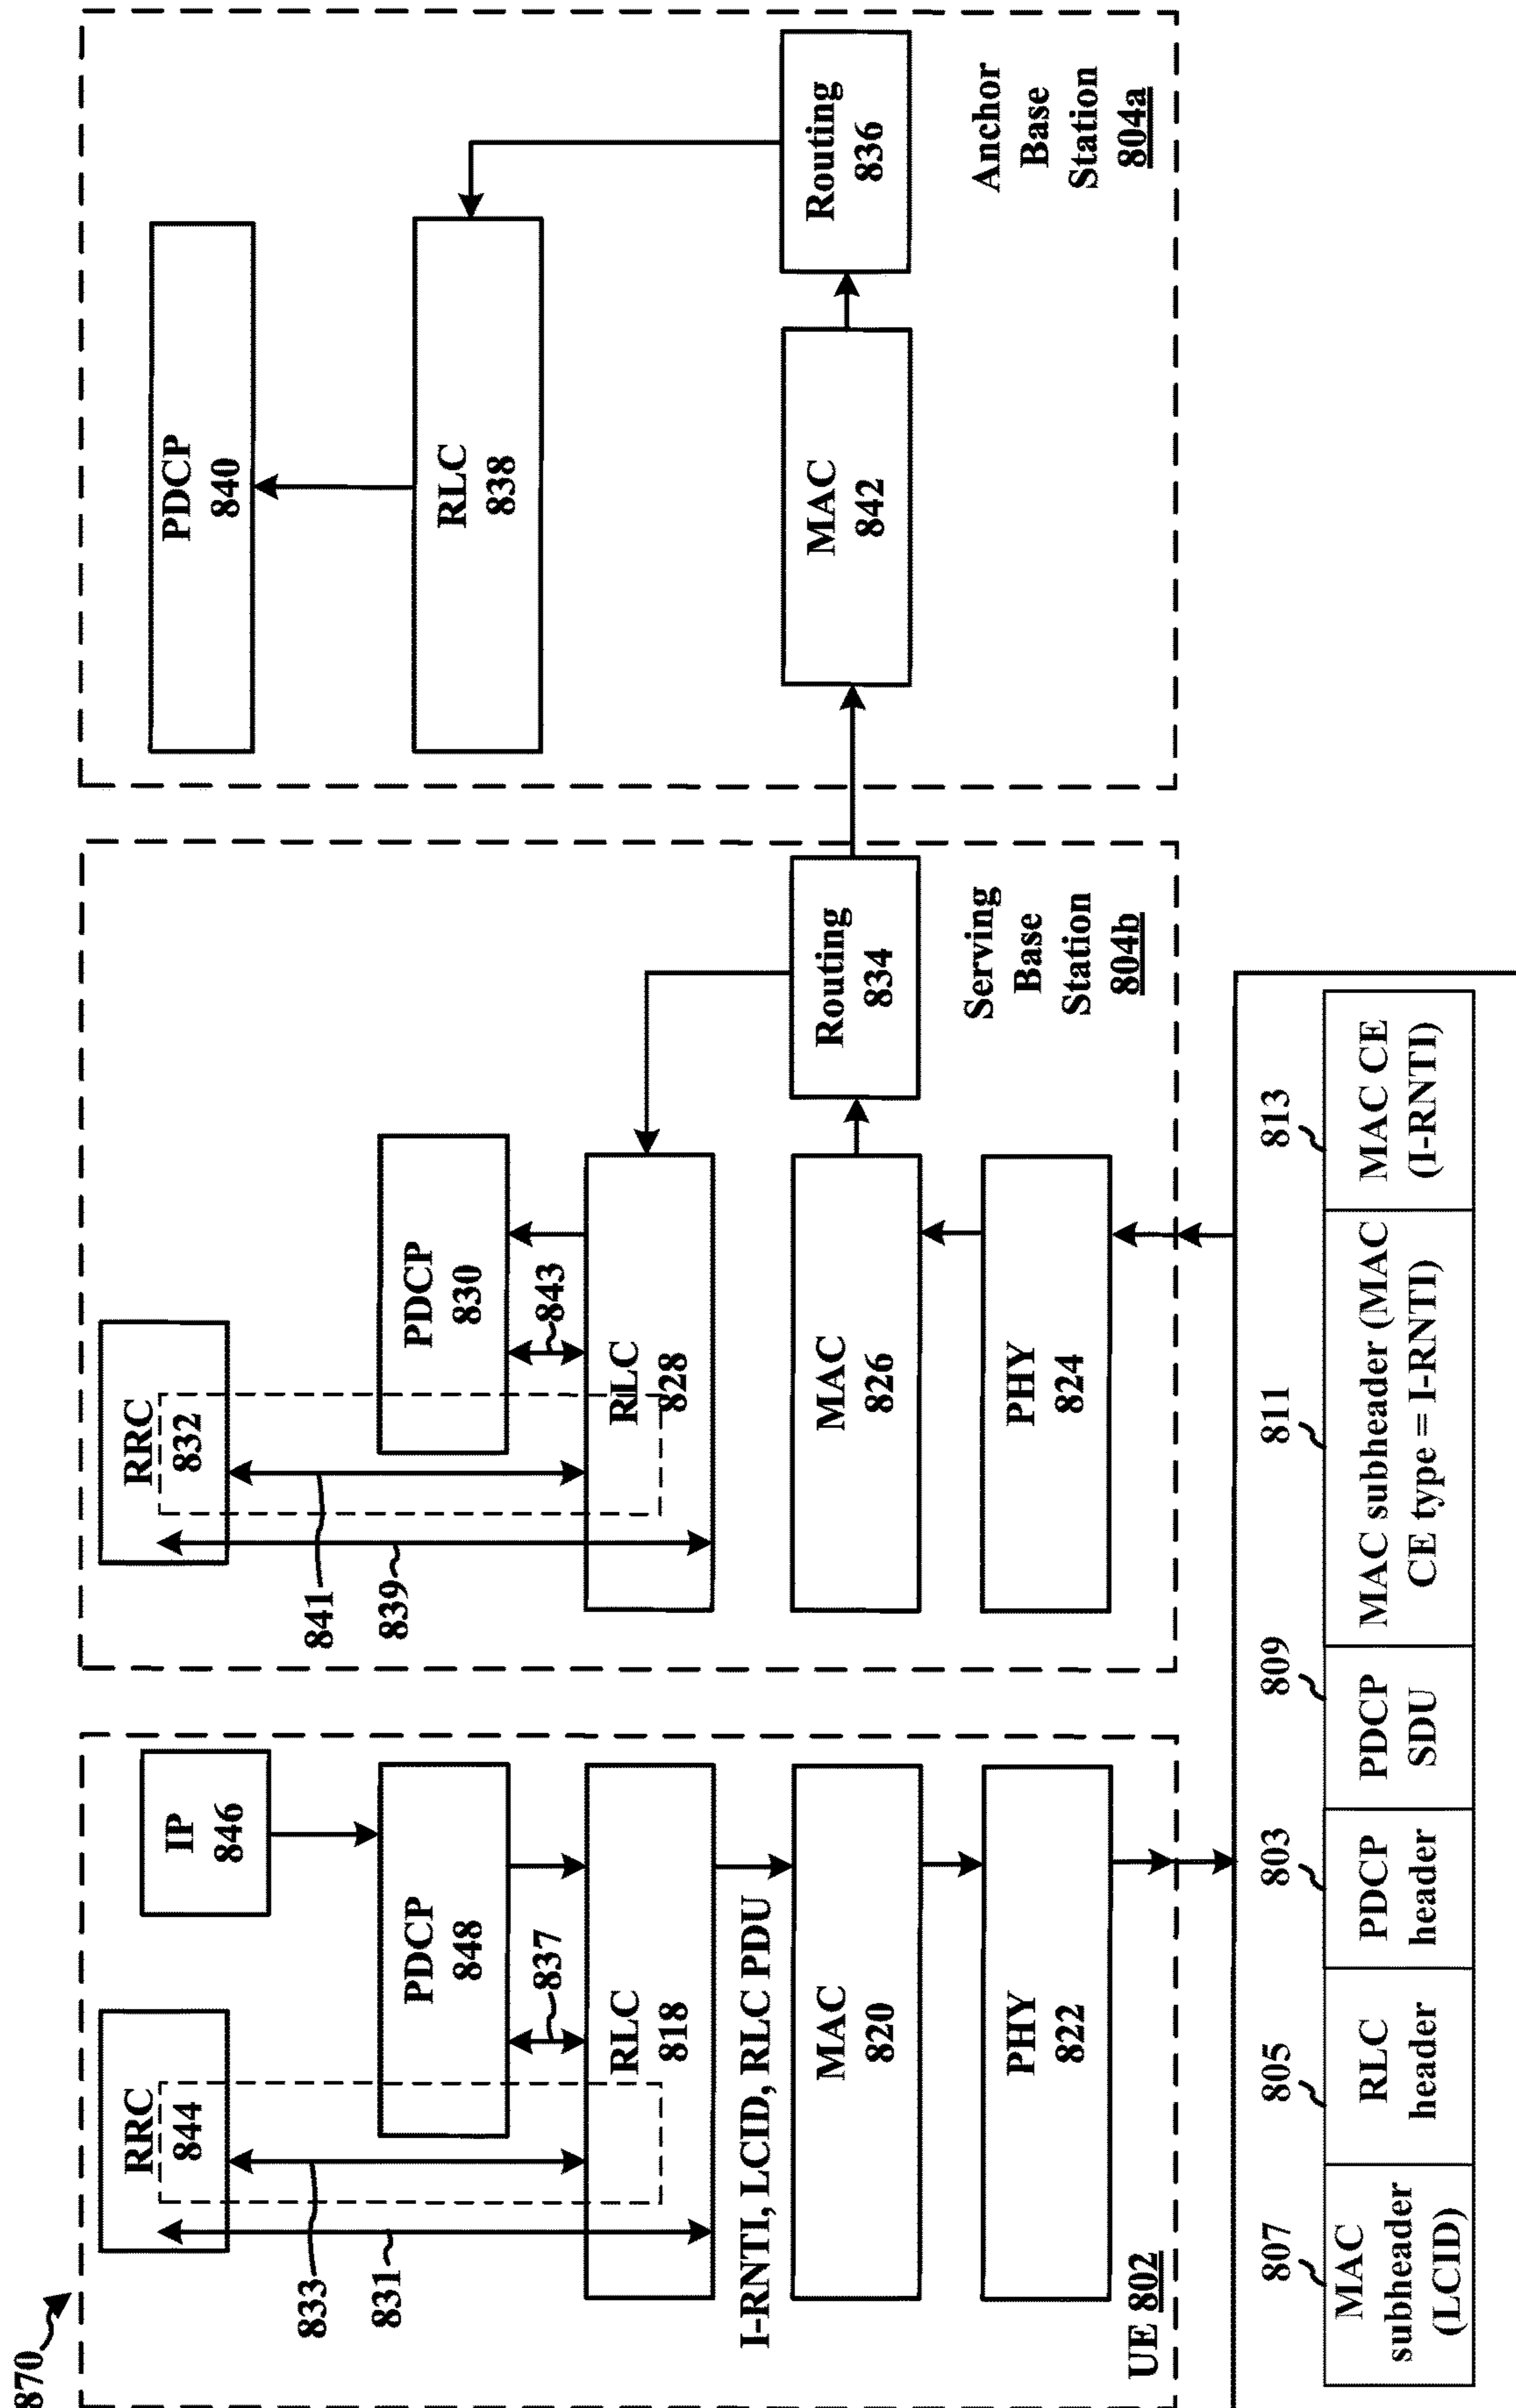 870
RRC
844
IP
846
833
831
PDCP
848
837
RLC
818
I-RNTI, LCID, RLC PDU
MAC
820
PHY
822
UE 802
RRC
832
841
839
PDCP
830
843
RLC
828
MAC
826
Routing
834
PHY
824
Serving
Base
Station
804b
PDCP
840
RLC
838
MAC
842
Routing
836
Anchor
Base
Station
804a
807
805
803
809
811
813
MAC
subheader
(LCID)
RLC
header
PDCP
header
PDCP
SDU
MAC subheader (MAC
CE type = I-RNTI)
MAC CE
(I-RNTI)